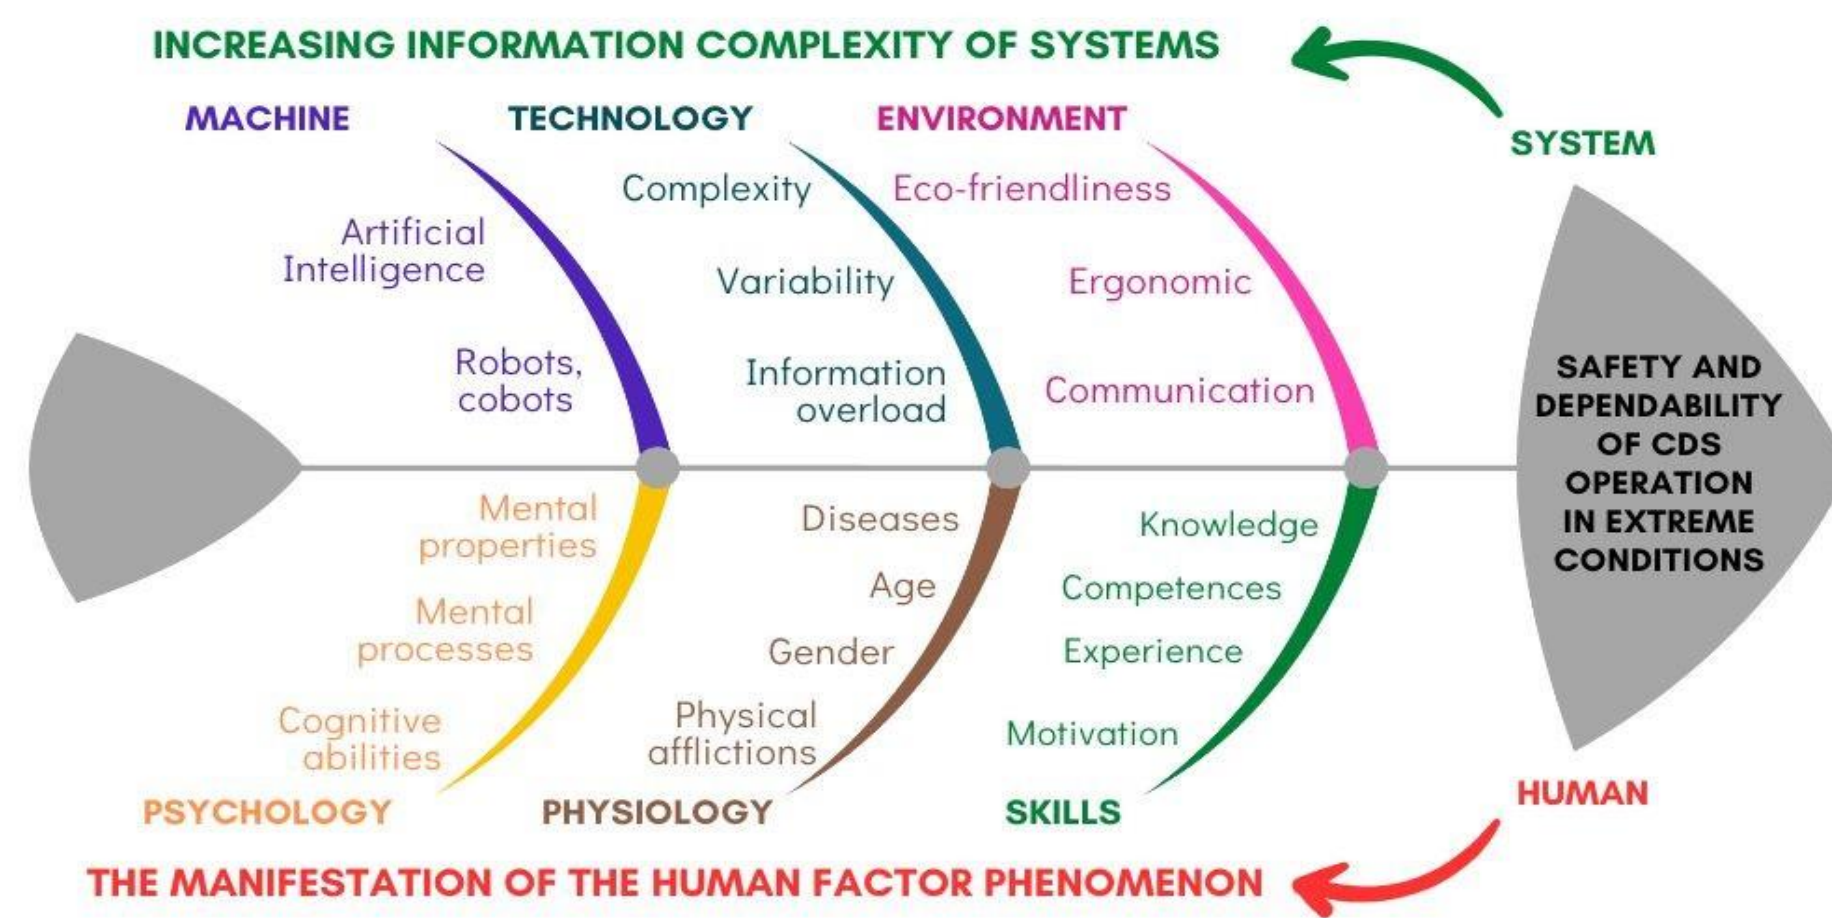 INCREASING INFORMATION COMPLEXITY OF SYSTEMS
SYSTEM
MACHINE
Artificial
Intelligence
Robots,
cobots
TECHNOLOGY
Complexity
Variability
Information
overload
ENVIRONMENT
Eco-friendliness
Ergonomic
Communication
SAFETY AND
DEPENDABILITY
OF CDS
OPERATION
IN EXTREME
CONDITIONS
Mental
properties
Mental
processes
Cognitive
abilities
PSYCHOLOGY
Diseases
Age
Gender
Physical
afflictions
PHYSIOLOGY
Knowledge
Competences
Experience
Motivation
SKILLS
HUMAN
THE MANIFESTATION OF THE HUMAN FACTOR PHENOMENON